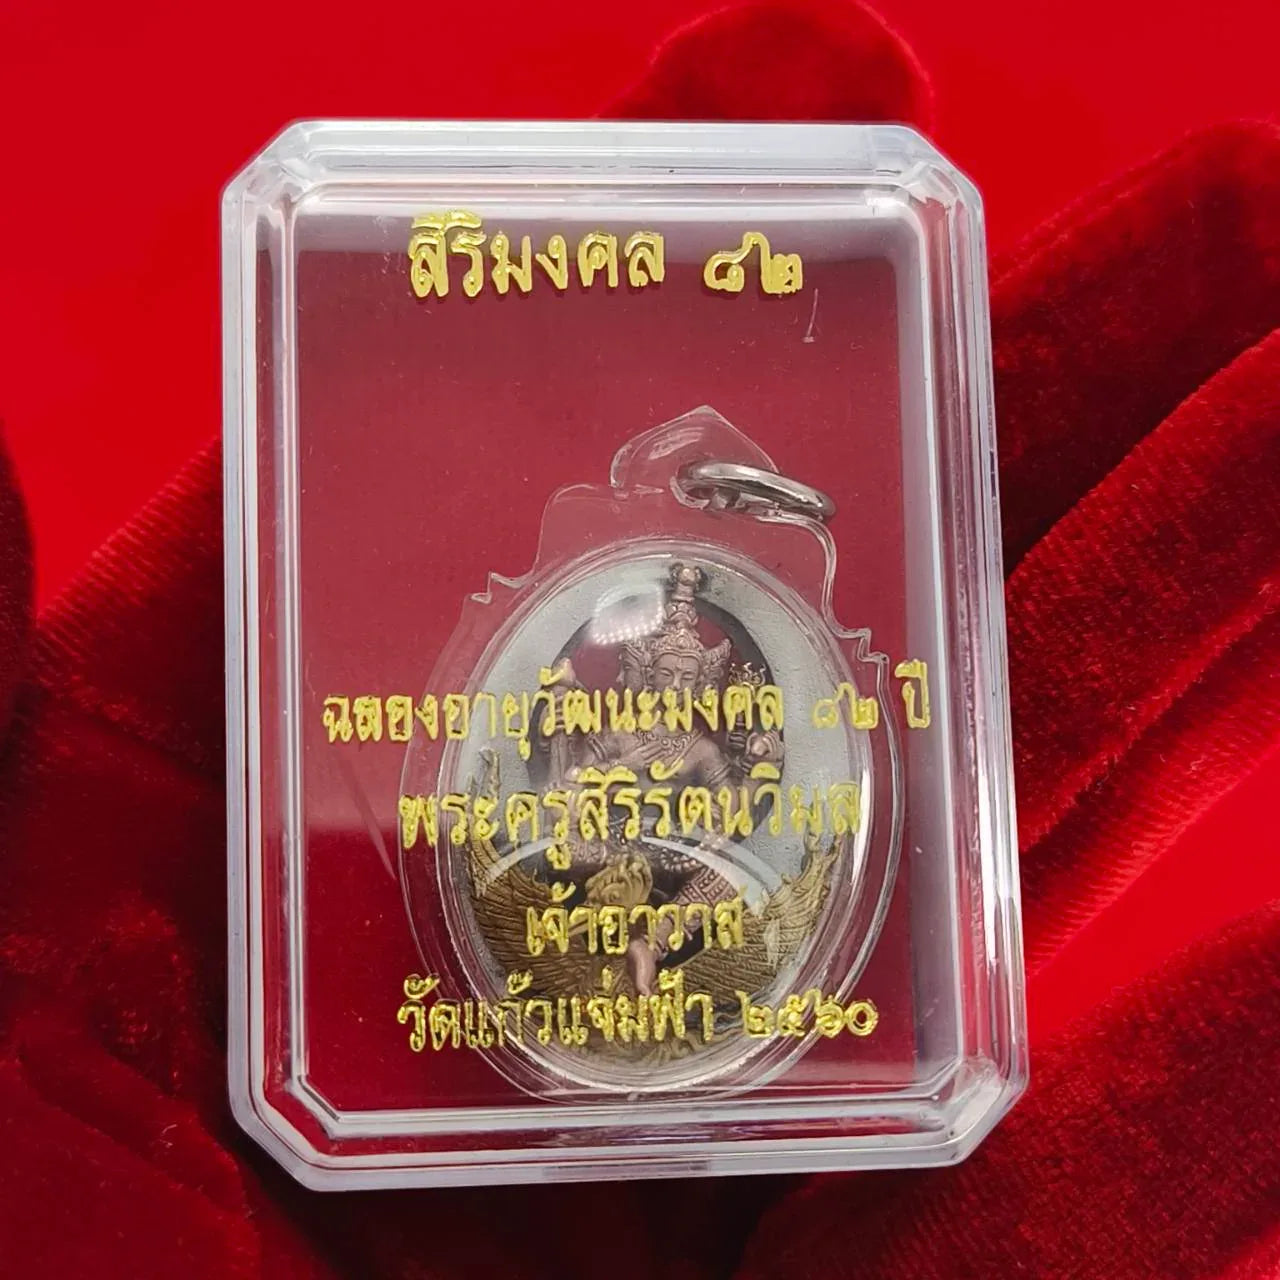 สิริมงคล ๘๒
ฉลองอายุวัฒนะมงคล ๘๒ ปี
พระครูสิริรัตนวิมล
เจ้าอาวาส
วัดแก้วแจ่มฟ้า ๒๕๖๐